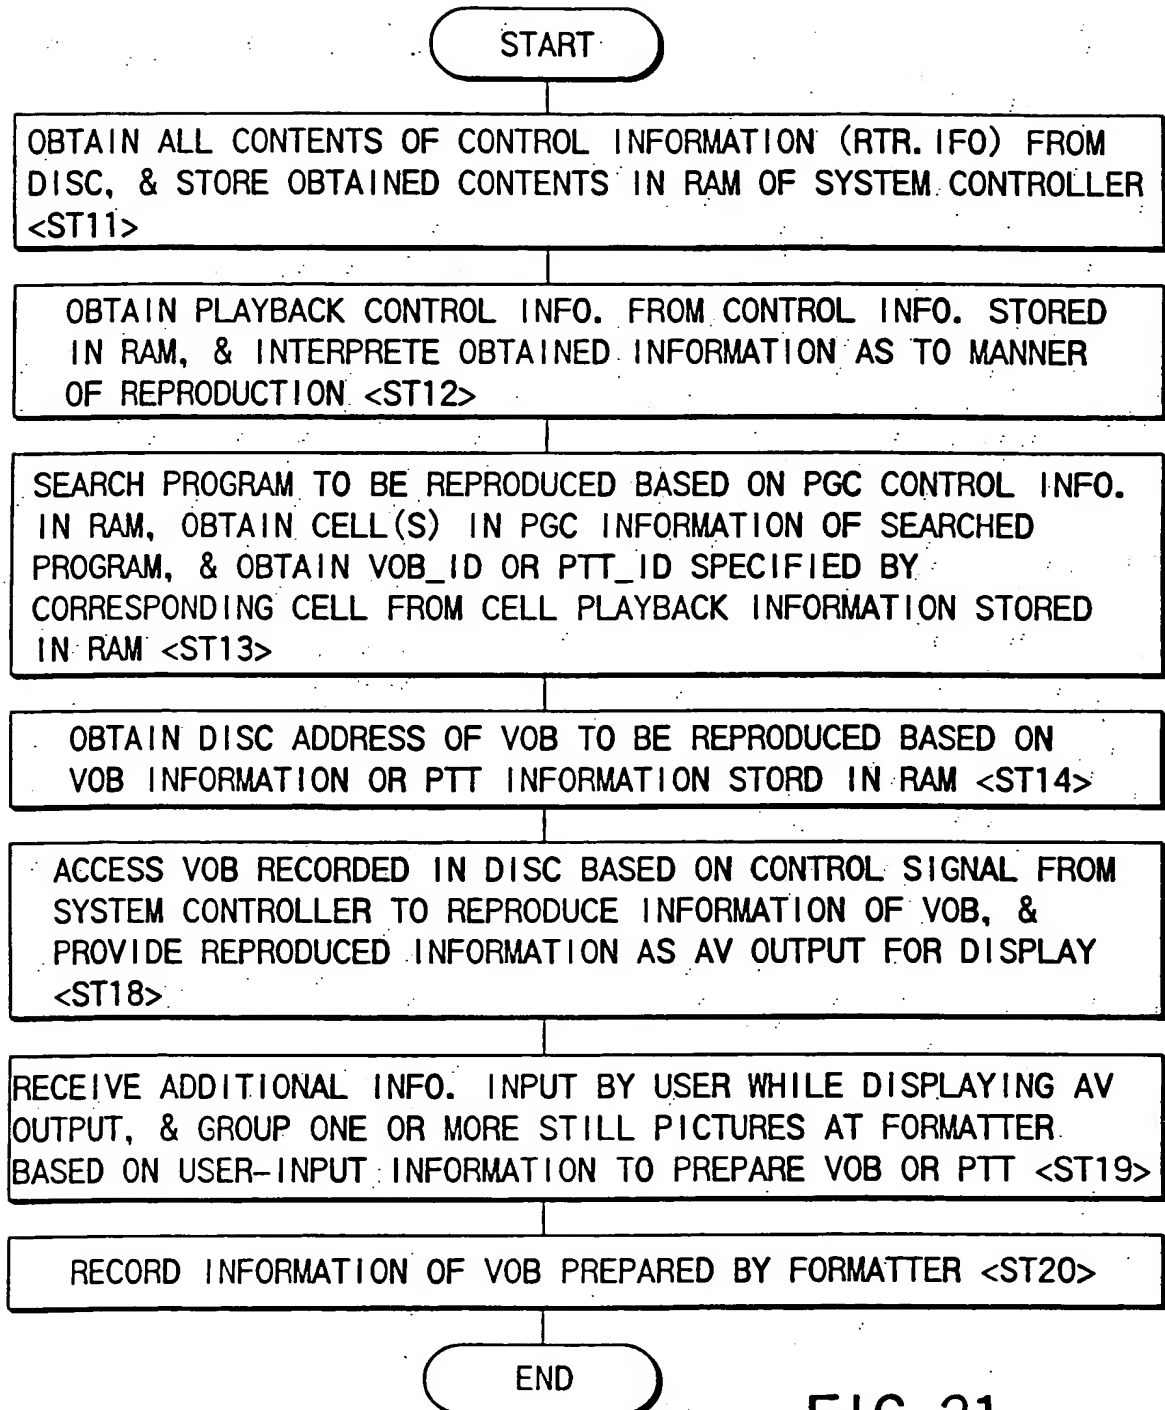 START
OBTAIN ALL CONTENTS OF CONTROL INFORMATION (RTR.IFO) FROM
DISC, & STORE OBTAINED CONTENTS IN RAM OF SYSTEM CONTROLLER
<ST11>
OBTAIN PLAYBACK CONTROL INFO. FROM CONTROL INFO. STORED
IN RAM, & INTERPRETE OBTAINED INFORMATION AS TO MANNER
OF REPRODUCTION <ST12>
SEARCH PROGRAM TO BE REPRODUCED BASED ON PGC CONTROL INFO.
IN RAM, OBTAIN CELL(S) IN PGC INFORMATION OF SEARCHED
PROGRAM, & OBTAIN VOB_ID OR PTT_ID SPECIFIED BY
CORRESPONDING CELL FROM CELL PLAYBACK INFORMATION STORED
IN RAM <ST13>
OBTAIN DISC ADDRESS OF VOB TO BE REPRODUCED BASED ON
VOB INFORMATION OR PTT INFORMATION STORD IN RAM <ST14>
ACCESS VOB RECORDED IN DISC BASED ON CONTROL SIGNAL FROM
SYSTEM CONTROLLER TO REPRODUCE INFORMATION OF VOB, &
PROVIDE REPRODUCED INFORMATION AS AV OUTPUT FOR DISPLAY
<ST18>
RECEIVE ADDITIONAL INFO. INPUT BY USER WHILE DISPLAYING AV
OUTPUT, & GROUP ONE OR MORE STILL PICTURES AT FORMATTER
BASED ON USER-INPUT INFORMATION TO PREPARE VOB OR PTT <ST19>
RECORD INFORMATION OF VOB PREPARED BY FORMATTER <ST20>
END
FIG. 21